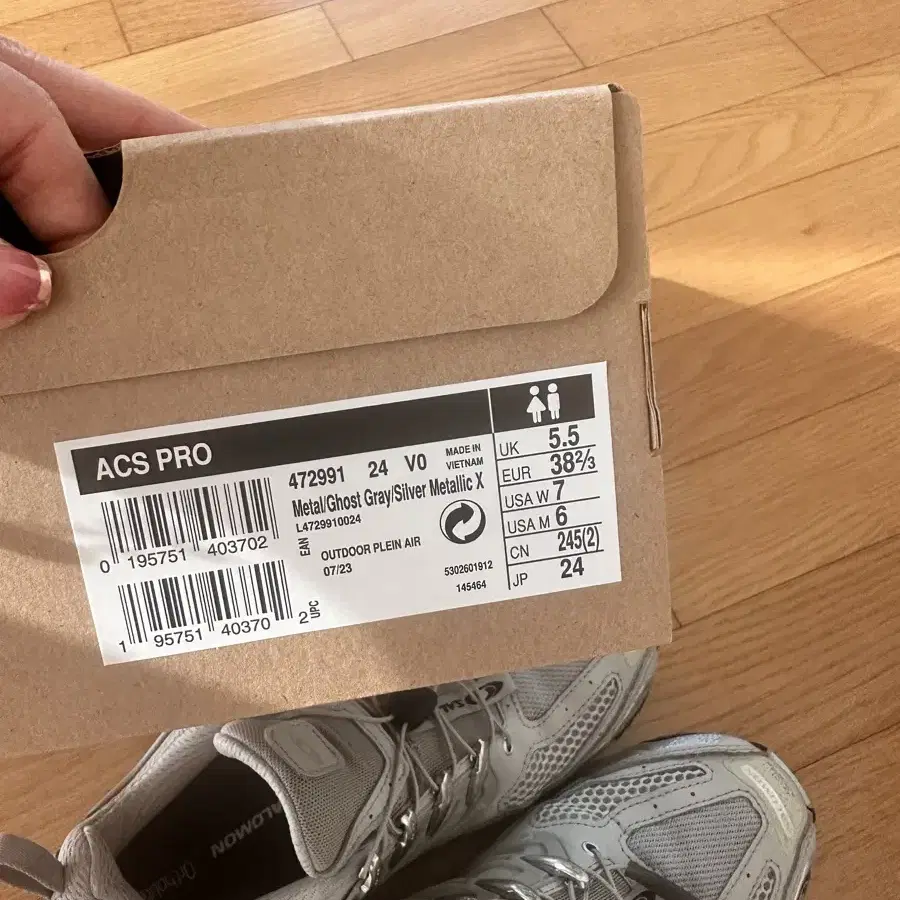 ACS PRO
472991 24 V0
MADE IN
VIETNAM
Metal/Ghost Gray/Silver Metallic X
L4729910024
EAN
OUTDOOR PLEIN AIR
07/23
5302601912
145464
0 195751 403702
1 95751 40370 2
UPC
UK 5.5
EUR 38⅔
USA W 7
USA M 6
CN 245(2)
JP 24
SALOMON